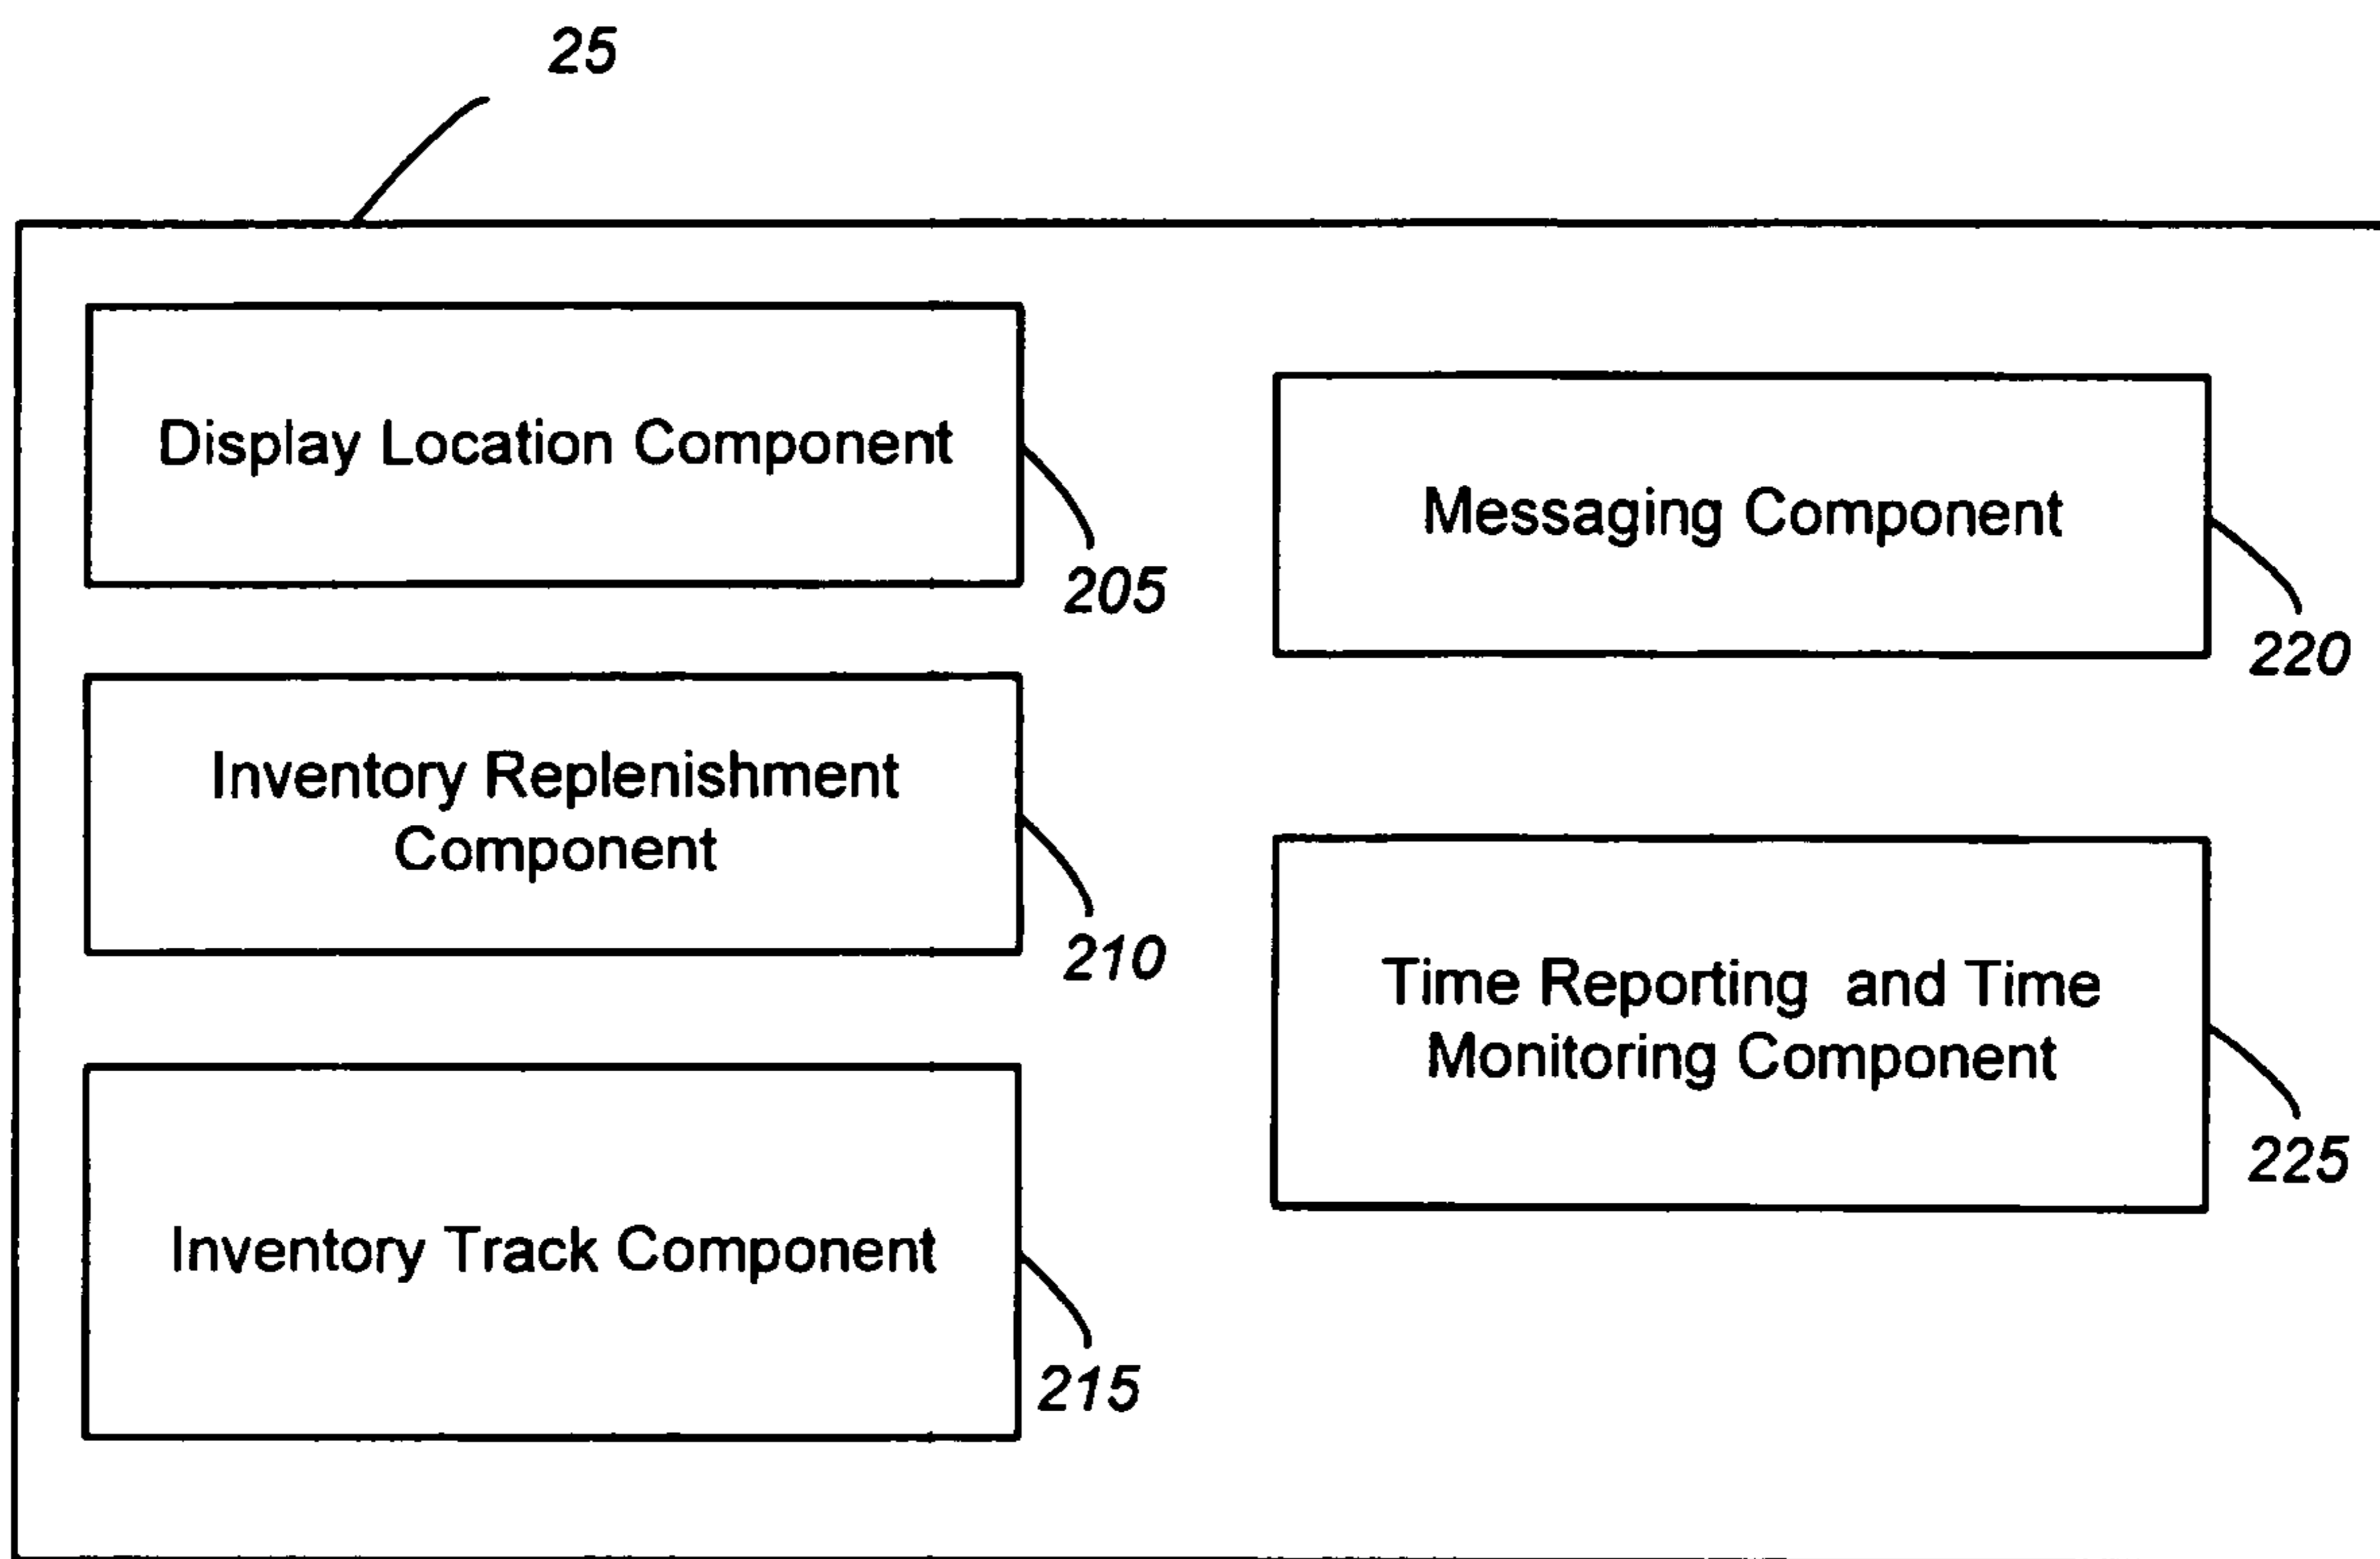 25
Display Location Component
205
Inventory Replenishment
Component
210
Inventory Track Component
215
Messaging Component
220
Time Reporting and Time
Monitoring Component
225